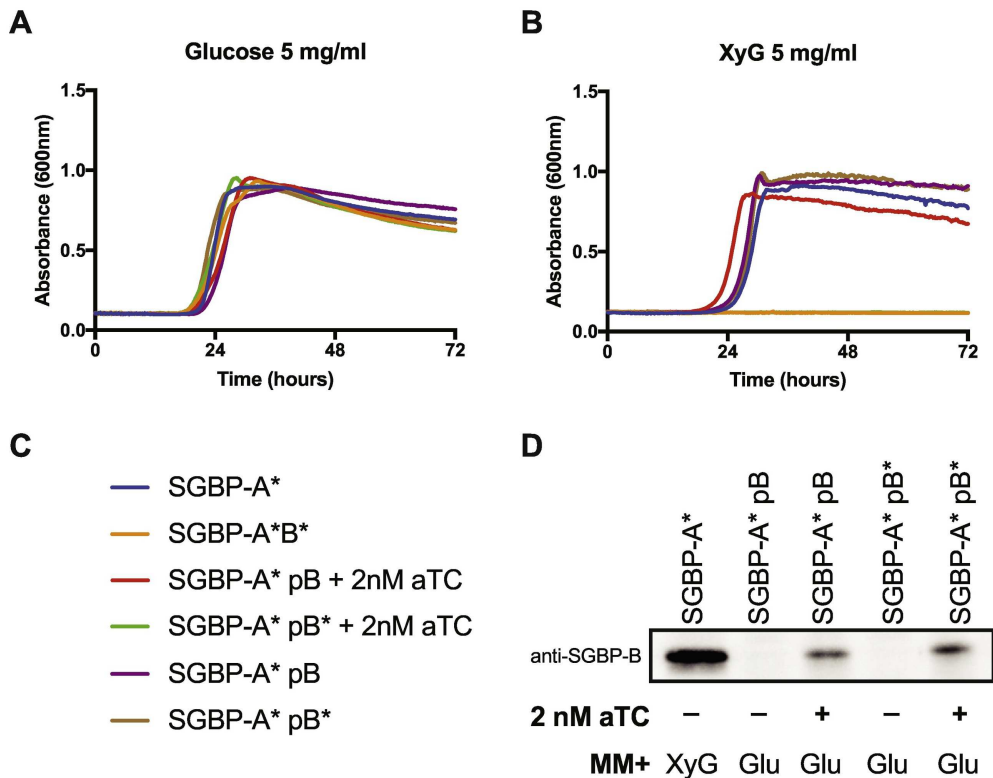 A
Glucose 5 mg/ml
Absorbance (600nm)
1.5
1.0
0.5
0.0
0 24 48 72
Time (hours)
B
XyG 5 mg/ml
Absorbance (600nm)
1.5
1.0
0.5
0.0
0 24 48 72
Time (hours)
C
SGBP-A*
SGBP-A*B*
SGBP-A* pB + 2nM aTC
SGBP-A* pB* + 2nM aTC
SGBP-A* pB
SGBP-A* pB*
D
SGBP-A*
SGBP-A* pB
SGBP-A* pB
SGBP-A* pB*
SGBP-A* pB*
anti-SGBP-B
2 nM aTC – – + – +
MM+ XyG Glu Glu Glu Glu